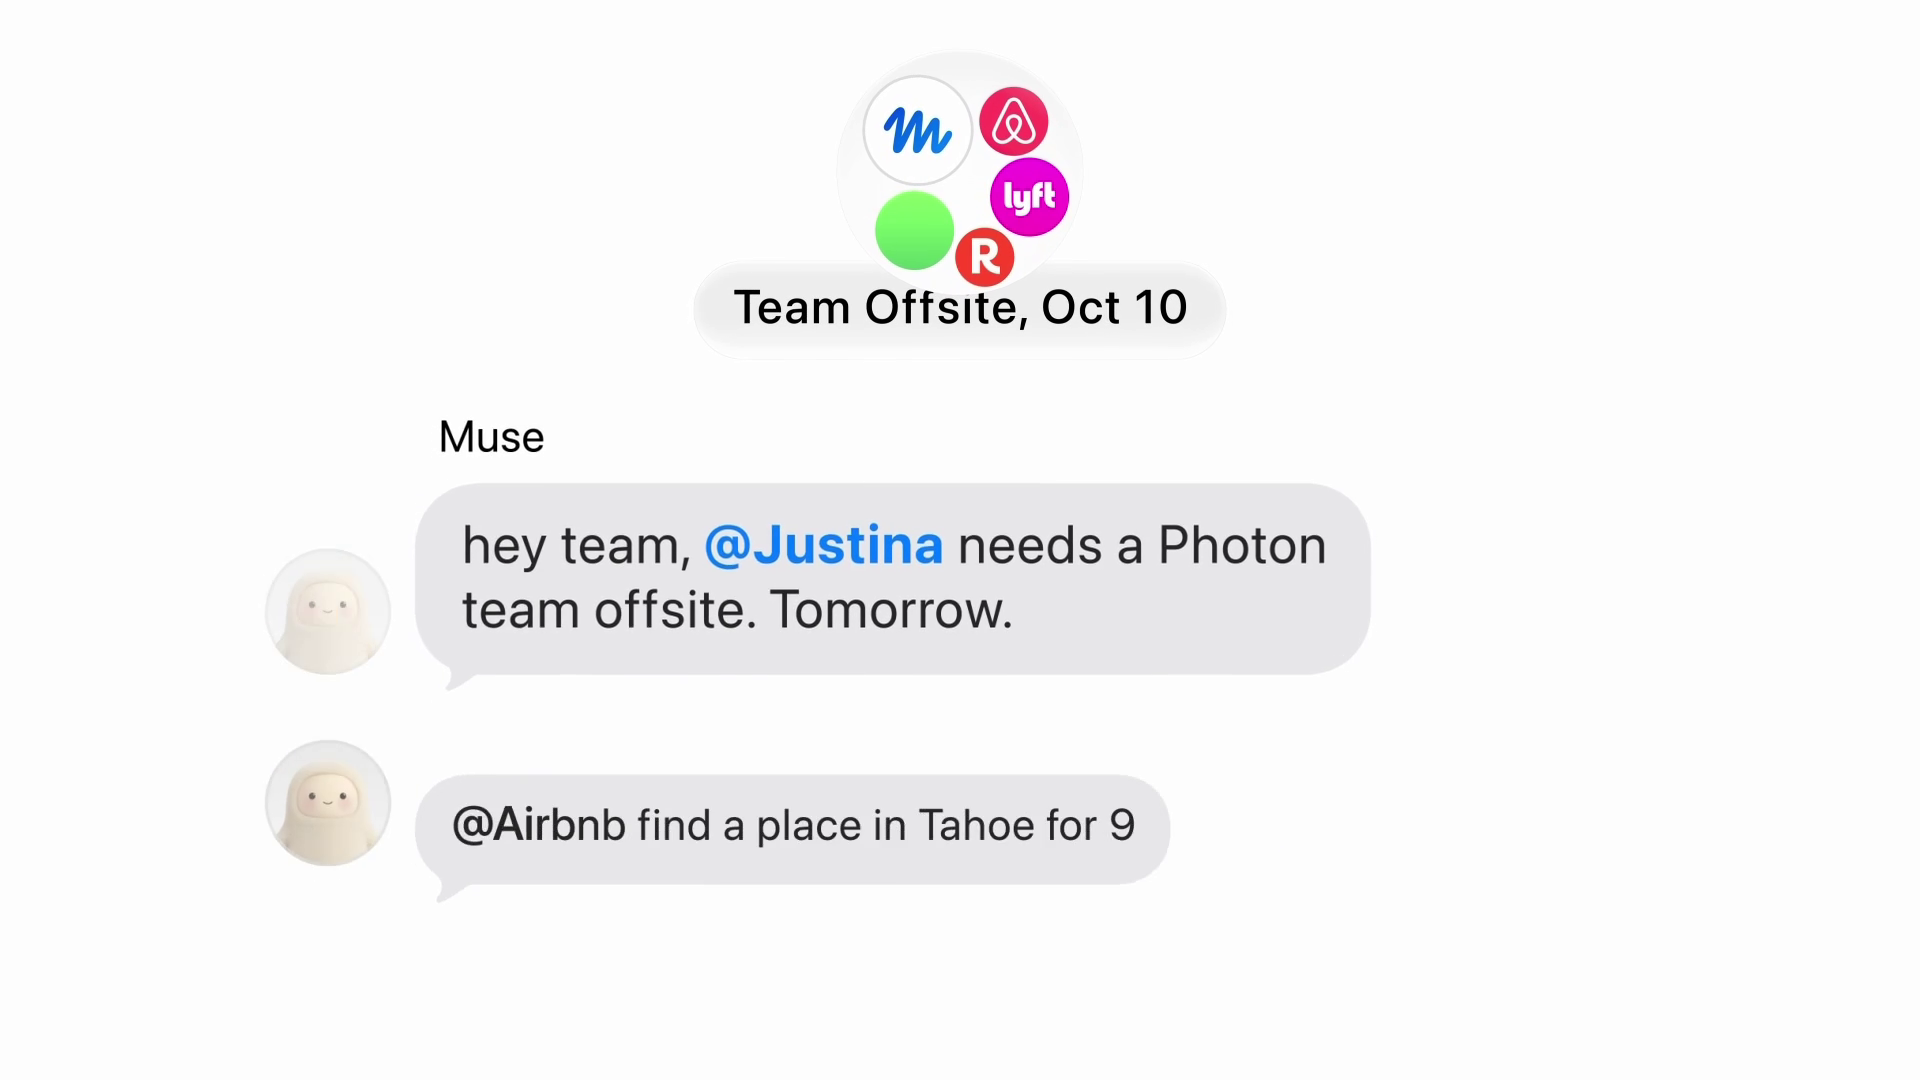 m
lyft
R
Team Offsite, Oct 10
Muse
hey team, @Justina needs a Photon
team offsite. Tomorrow.
@Airbnb find a place in Tahoe for 9